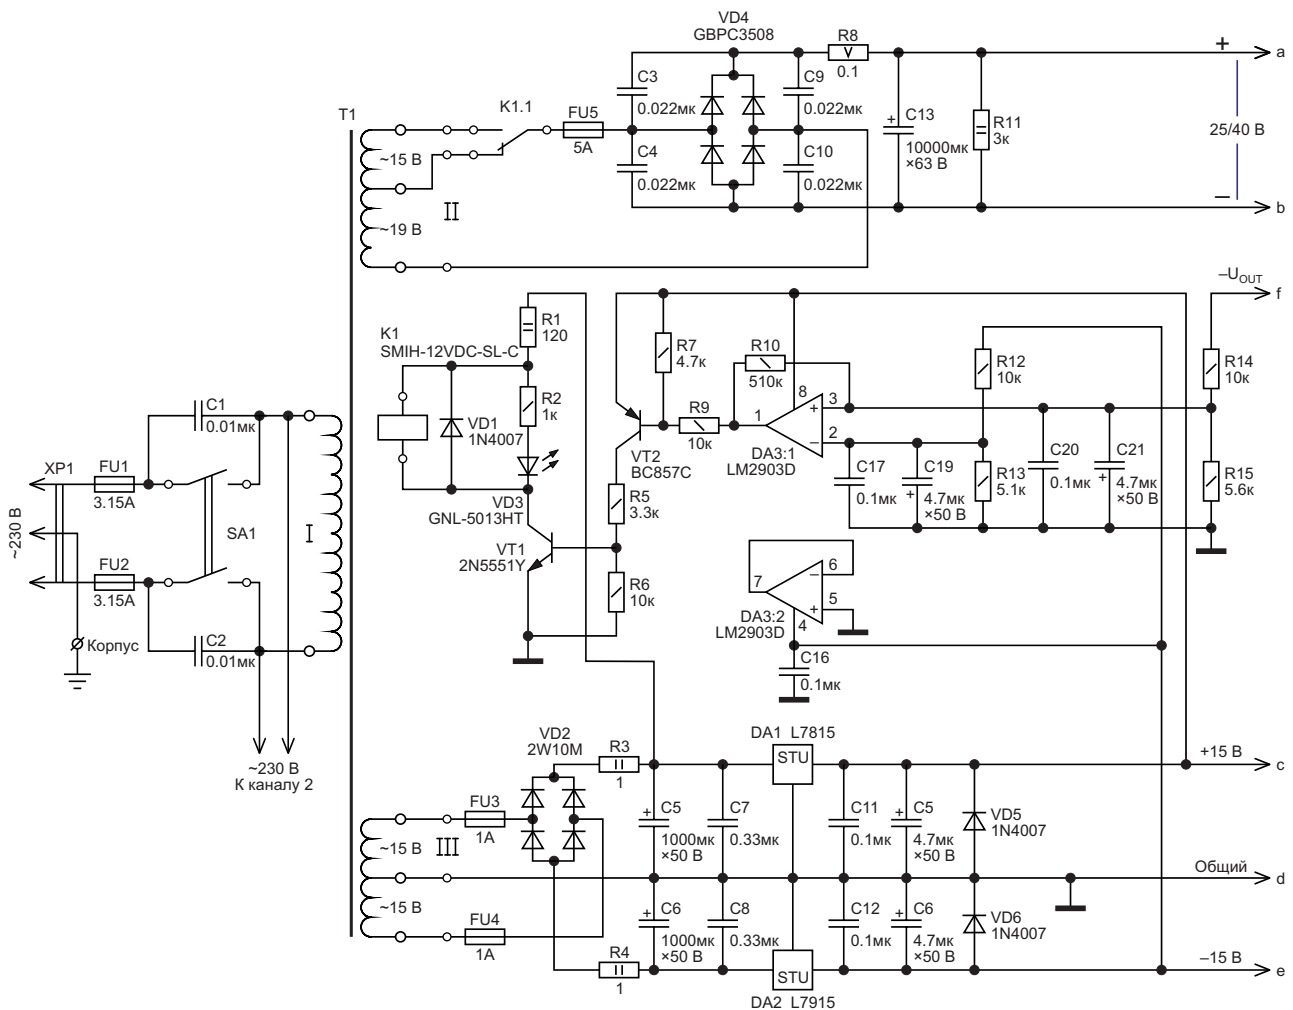 VD4
GBPC3508
R8
0.1
+
a
C3
0.022мк
C9
0.022мк
K1.1
FU5
5A
T1
~15 В
~19 В
II
C4
0.022мк
C10
0.022мк
+
C13
10000мк
×63 В
R11
3к
25/40 В
–
b
–U OUT
f
K1
SMIH-12VDC-SL-C
R1
120
R2
1к
VD1
1N4007
VD3
GNL-5013HT
VT1
2N5551Y
R7
4.7к
R10
510к
R9
10к
VT2
BC857C
R5
3.3к
R6
10к
8
1
3
+
2
–
DA3:1
LM2903D
R12
10к
R14
10к
C17
0.1мк
C19
+
4.7мк
×50 В
R13
5.1к
C20
0.1мк
C21
+
4.7мк
×50 В
R15
5.6к
7
6
–
5
+
4
DA3:2
LM2903D
C16
0.1мк
~230 В
XP1
FU1
3.15A
FU2
3.15A
C1
0.01мк
SA1
C2
0.01мк
I
Корпус
~230 В
К каналу 2
VD2
2W10M
R3
1
DA1 L7815
STU
+15 В
c
FU3
1A
~15 В
III
~15 В
FU4
1A
+
C5
1000мк
×50 В
C7
0.33мк
C11
0.1мк
+
C5
4.7мк
×50 В
VD5
1N4007
Общий
d
+
C6
1000мк
×50 В
C8
0.33мк
C12
0.1мк
+
C6
4.7мк
×50 В
VD6
1N4007
R4
1
STU
DA2 L7915
–15 В
e